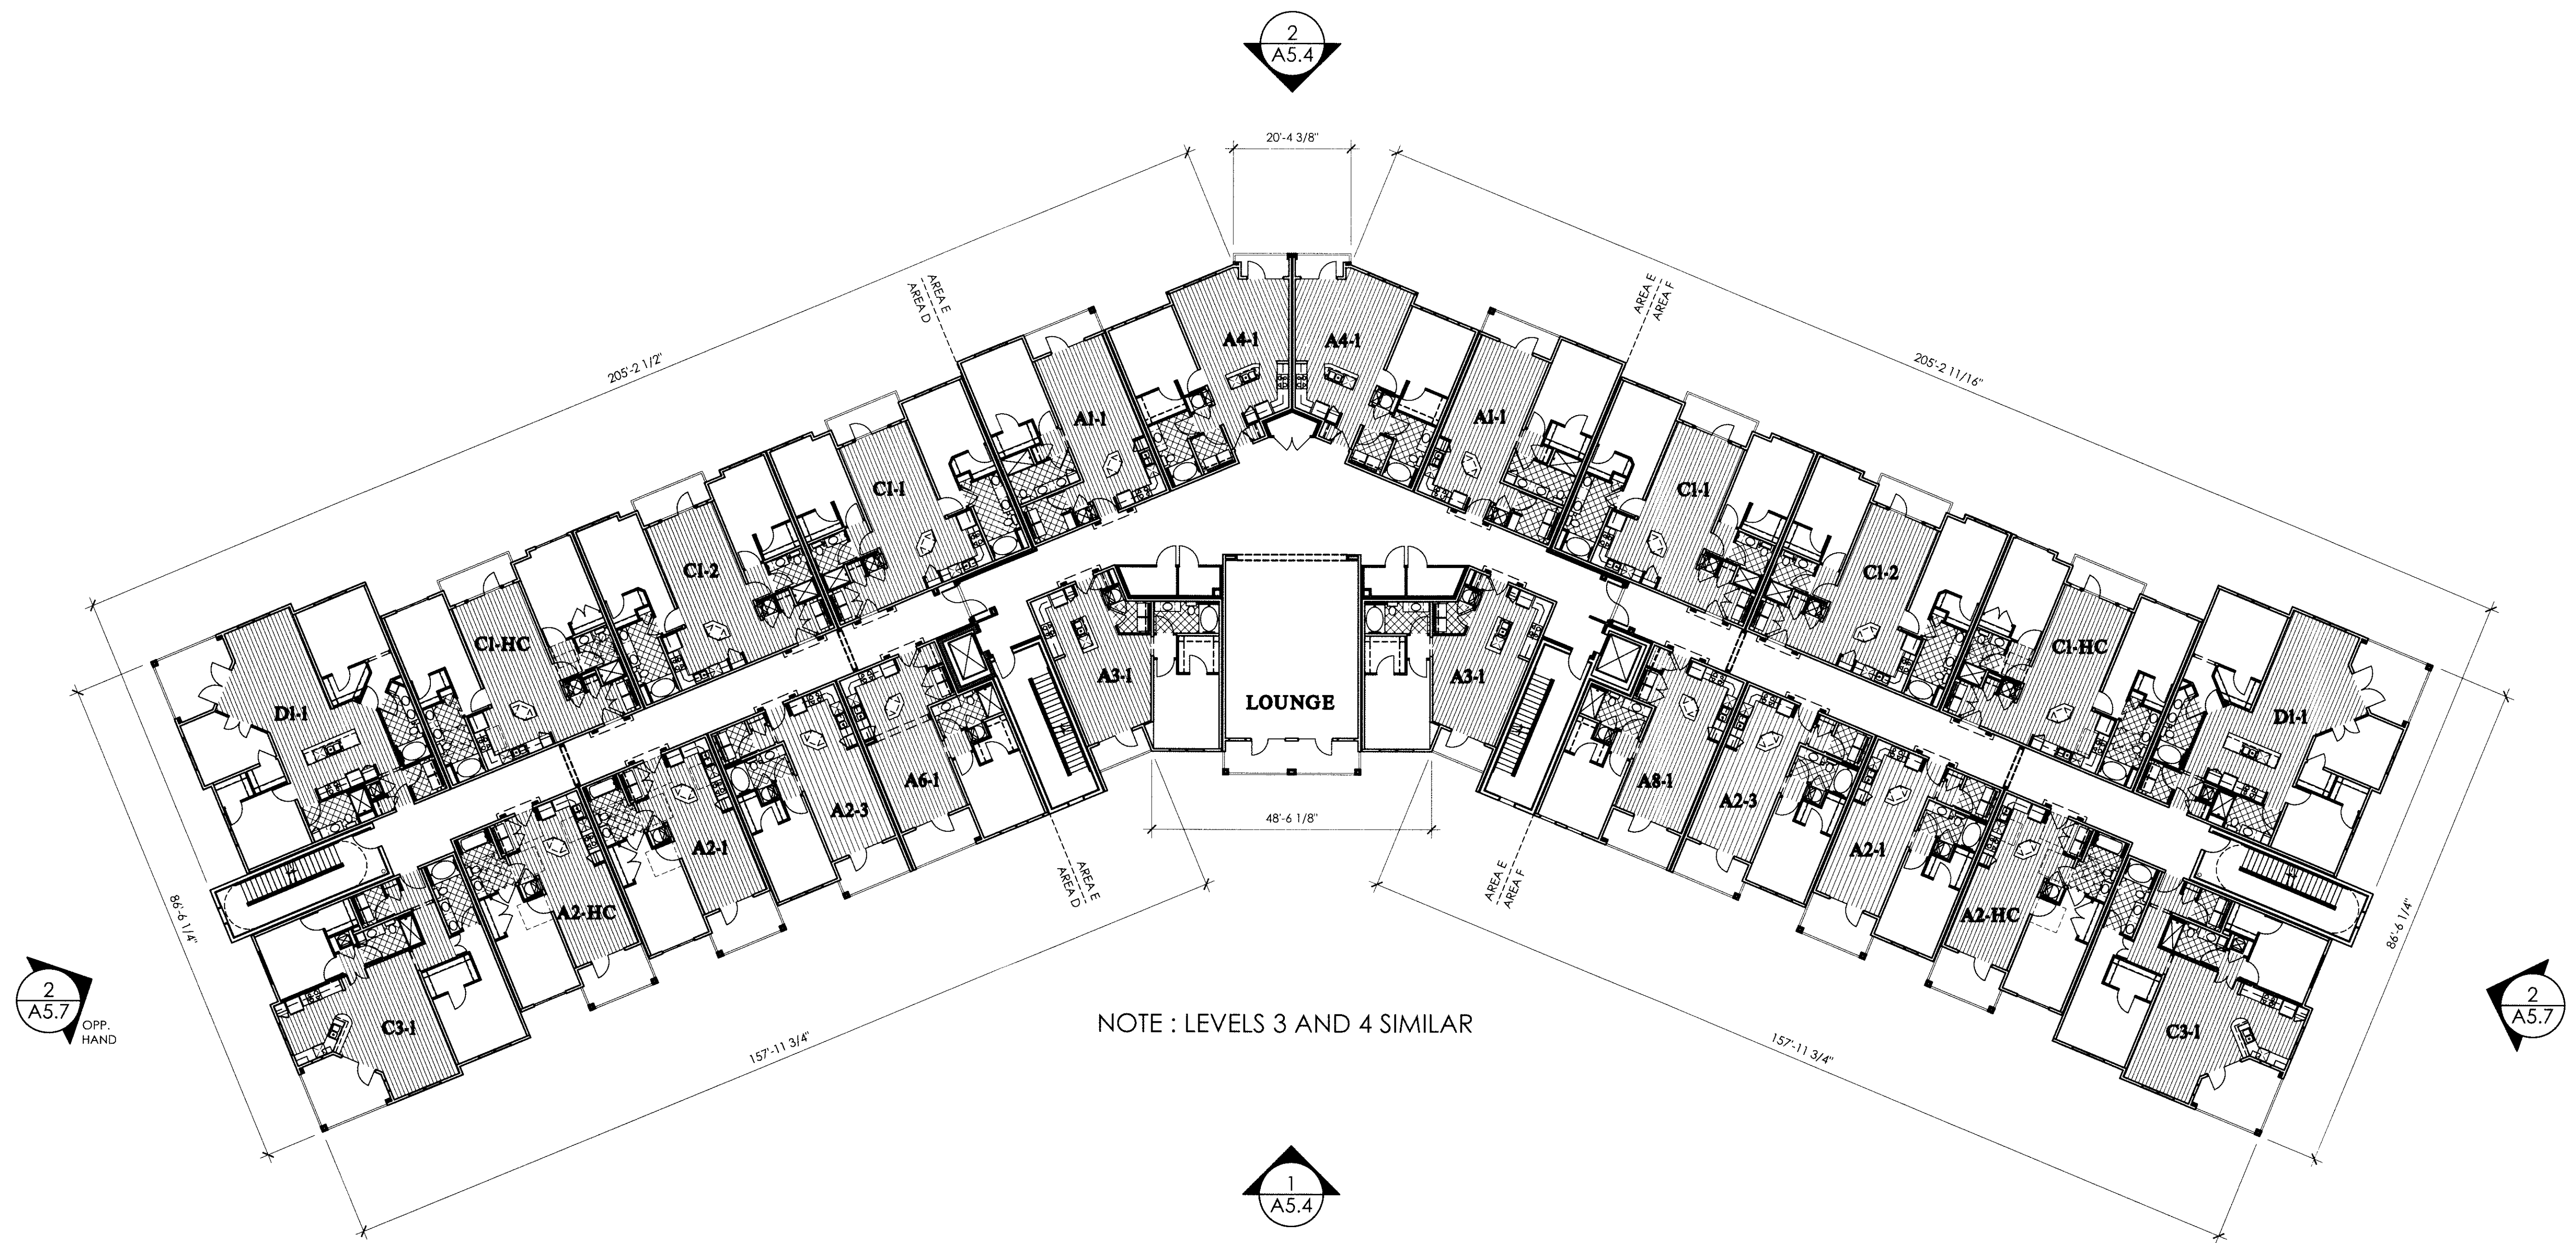 2
A5.4
20'-4 3/8"
205'-2 1/2"
205'-2 11/16"
AREA E
AREA D
AREA E
AREA F
A4-1
A4-1
A1-1
A1-1
C1-1
C1-1
C1-2
C1-2
C1-HC
C1-HC
D1-1
D1-1
A3-1
A3-1
LOUNGE
A6-1
A8-1
A2-3
A2-3
A2-1
A2-1
A2-HC
A2-HC
C3-1
C3-1
48'-6 1/8"
AREA E
AREA D
AREA E
AREA F
86'-6 1/4"
86'-6 1/4"
2
A5.7
OPP.
HAND
2
A5.7
NOTE : LEVELS 3 AND 4 SIMILAR
157'-11 3/4"
157'-11 3/4"
1
A5.4